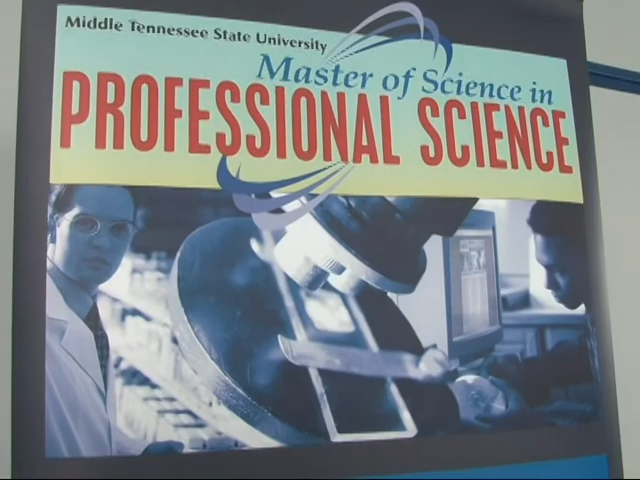 Middle Tennessee State University
Master of Science in
PROFESSIONAL SCIENCE